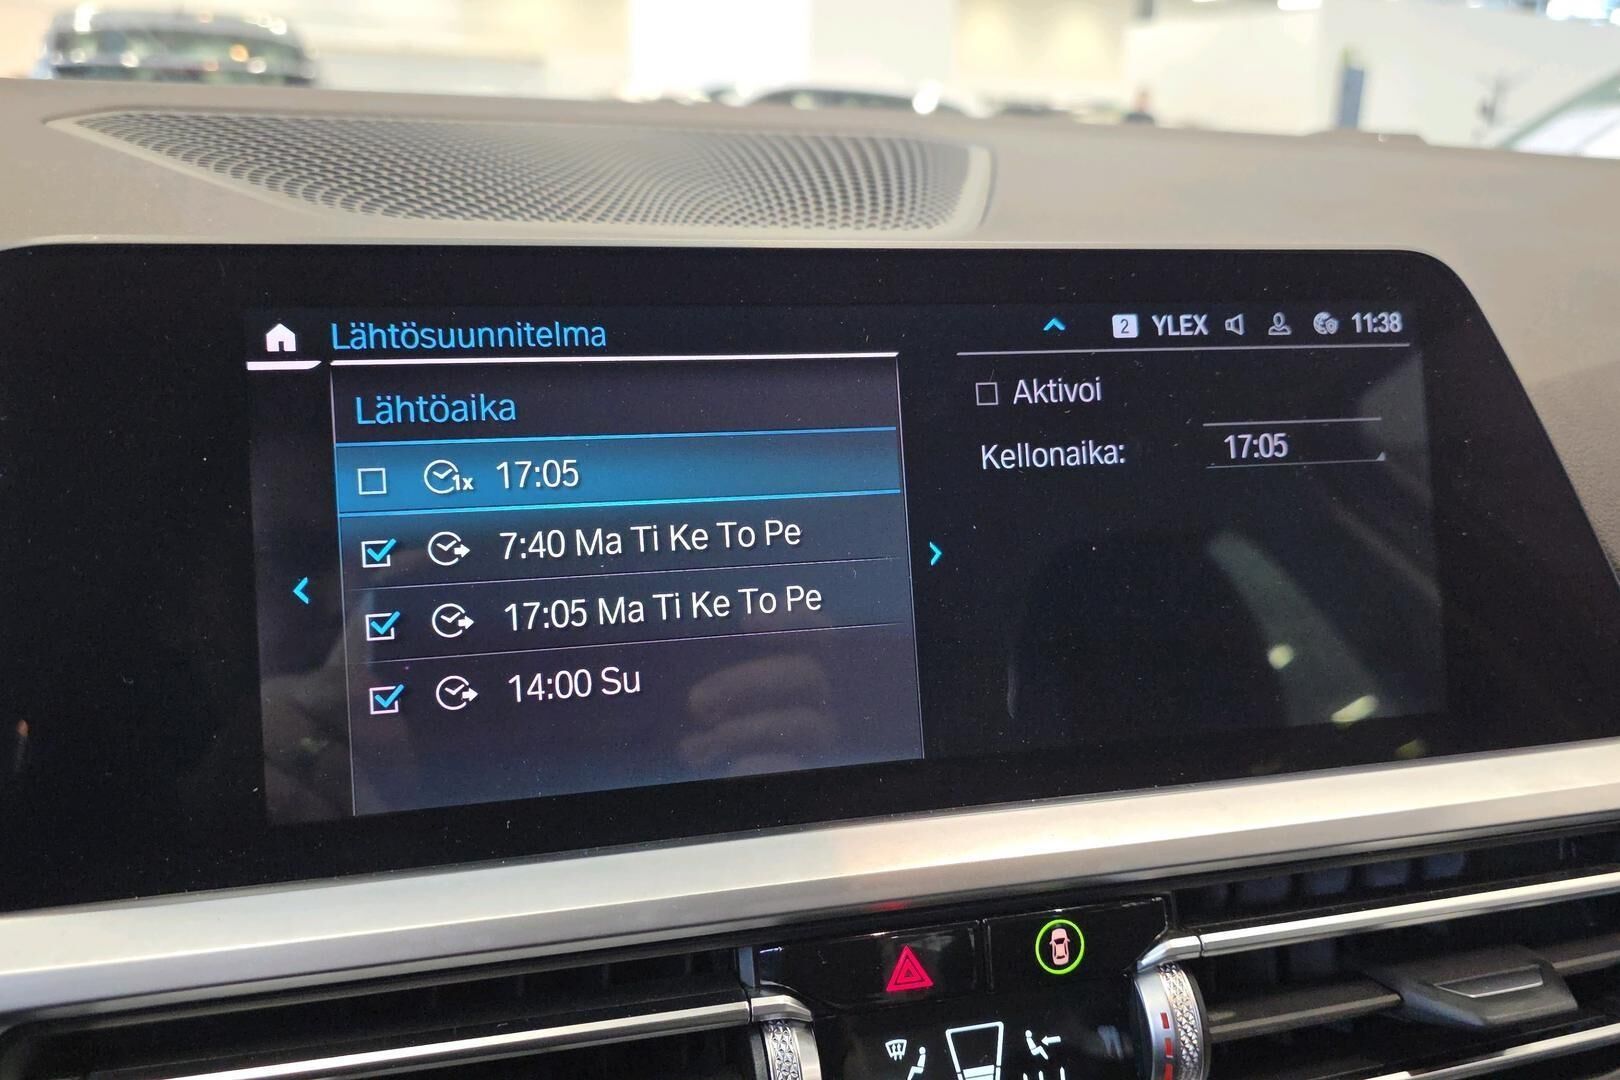 Lähtösuunnitelma
2 YLEX 11:38
Lähtöaika
1x 17:05
7:40 Ma Ti Ke To Pe
17:05 Ma Ti Ke To Pe
14:00 Su
Aktivoi
Kellonaika: 17:05